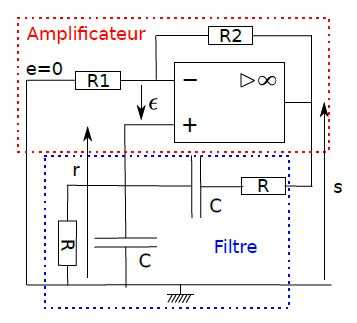 Amplificateur
R2
e=0
R1
−
▷∞
ϵ
+
r
s
R
C
R
C
Filtre